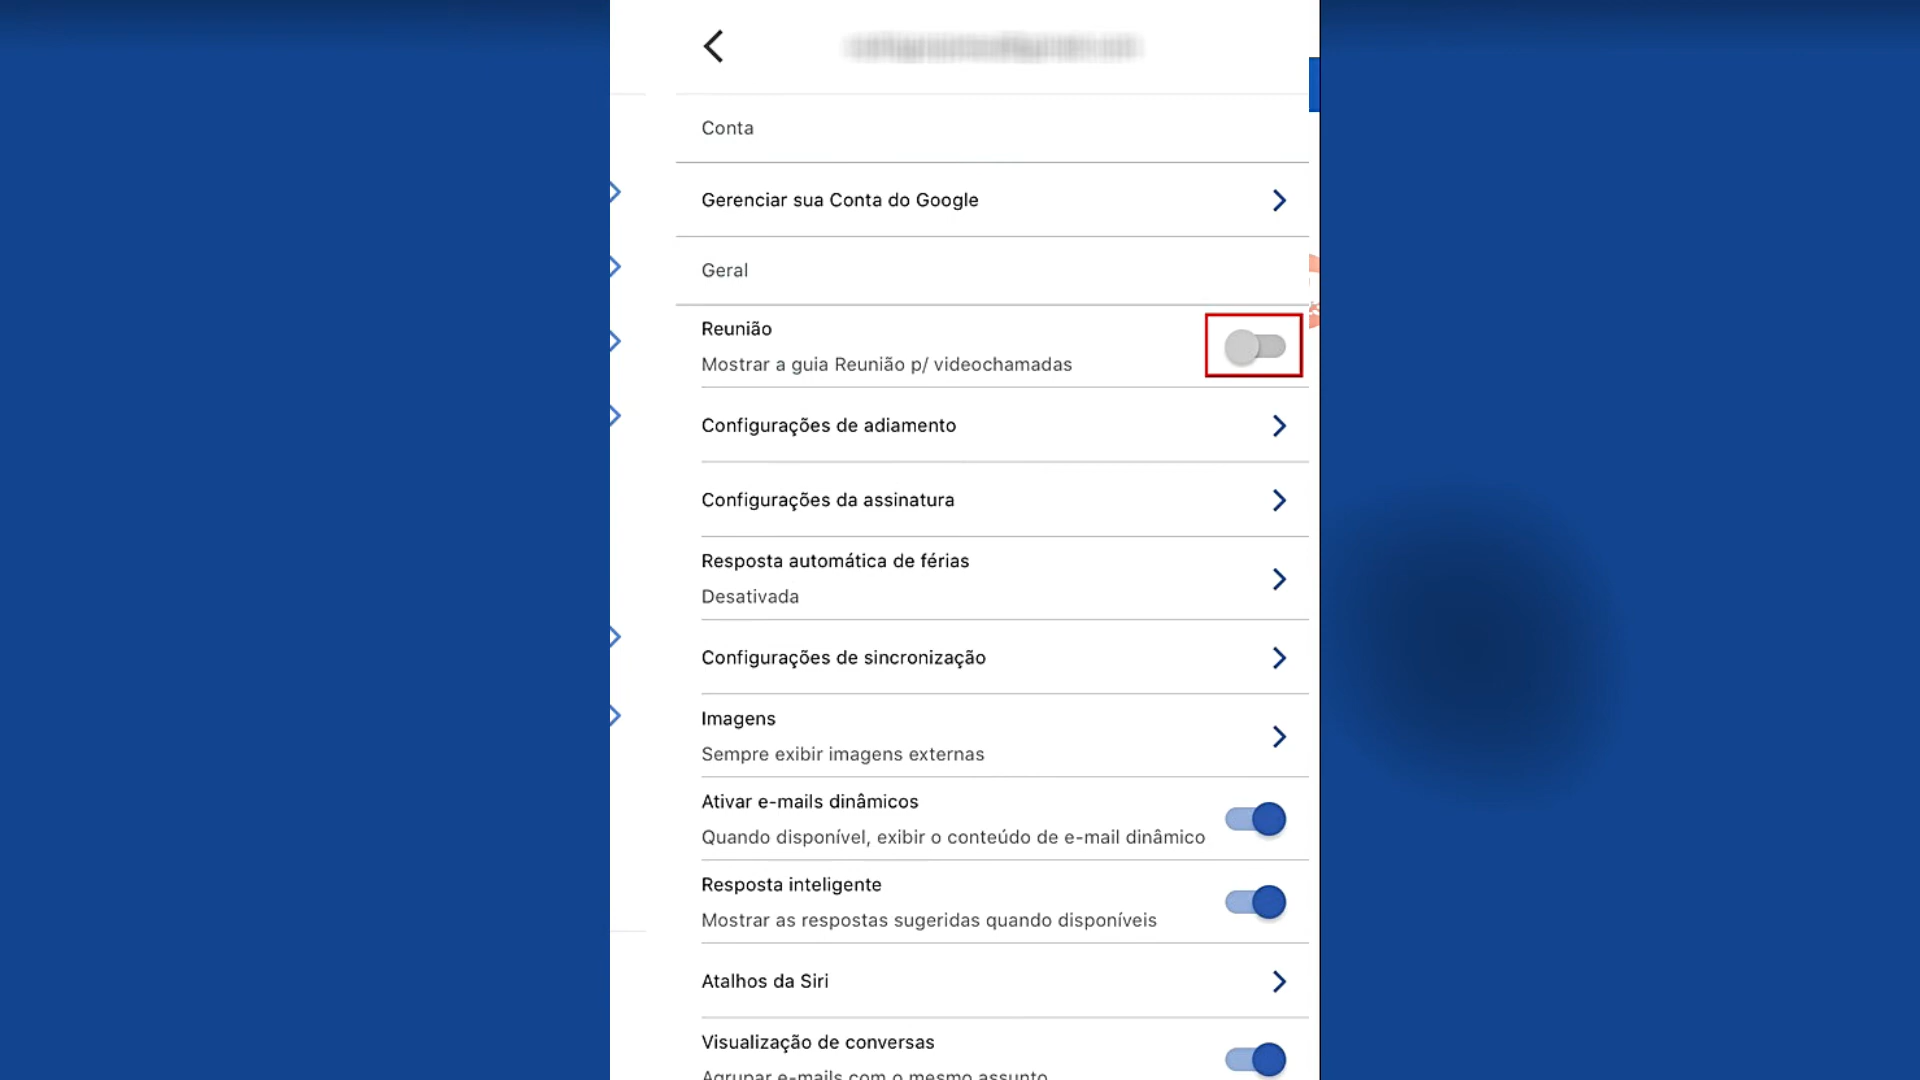 Conta
Gerenciar sua Conta do Google
Geral
Reunião
Mostrar a guia Reunião p/ videochamadas
Configurações de adiamento
Configurações da assinatura
Resposta automática de férias
Desativada
Configurações de sincronização
Imagens
Sempre exibir imagens externas
Ativar e-mails dinâmicos
Quando disponível, exibir o conteúdo de e-mail dinâmico
Resposta inteligente
Mostrar as respostas sugeridas quando disponíveis
Atalhos da Siri
Visualização de conversas
Agrupar e-mails com o mesmo assunto